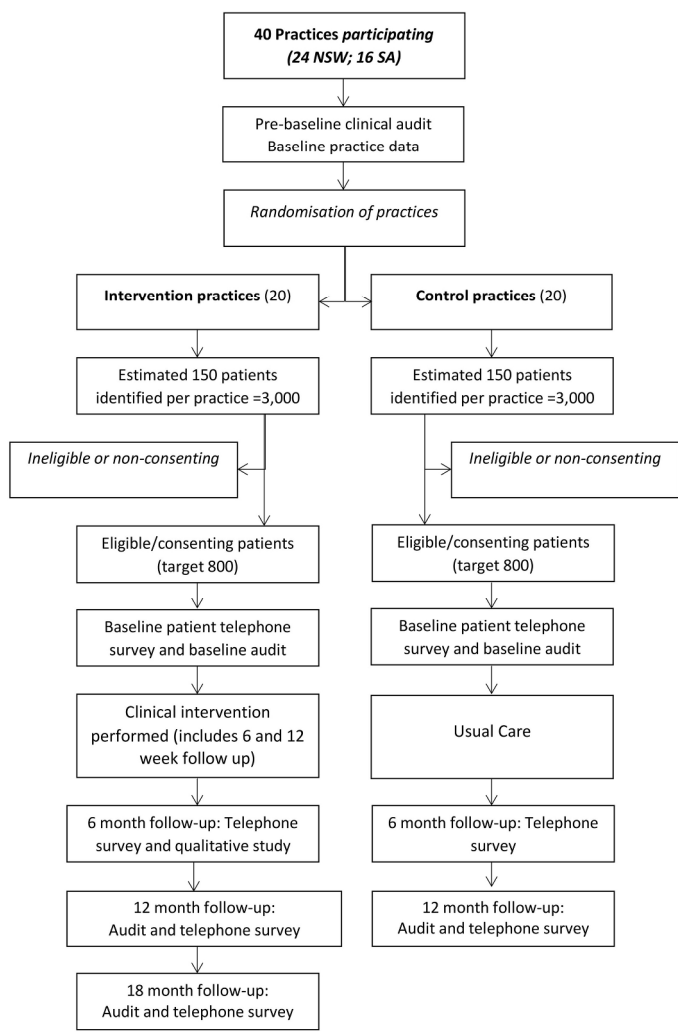 40 Practices participating
(24 NSW; 16 SA)
Pre-baseline clinical audit
Baseline practice data
Randomisation of practices
Intervention practices (20)
Control practices (20)
Estimated 150 patients
identified per practice =3,000
Estimated 150 patients
identified per practice =3,000
Ineligible or non-consenting
Ineligible or non-consenting
Eligible/consenting patients
(target 800)
Eligible/consenting patients
(target 800)
Baseline patient telephone
survey and baseline audit
Baseline patient telephone
survey and baseline audit
Clinical intervention
performed (includes 6 and 12
week follow up)
Usual Care
6 month follow-up: Telephone
survey and qualitative study
6 month follow-up: Telephone
survey
12 month follow-up:
Audit and telephone survey
12 month follow-up:
Audit and telephone survey
18 month follow-up:
Audit and telephone survey